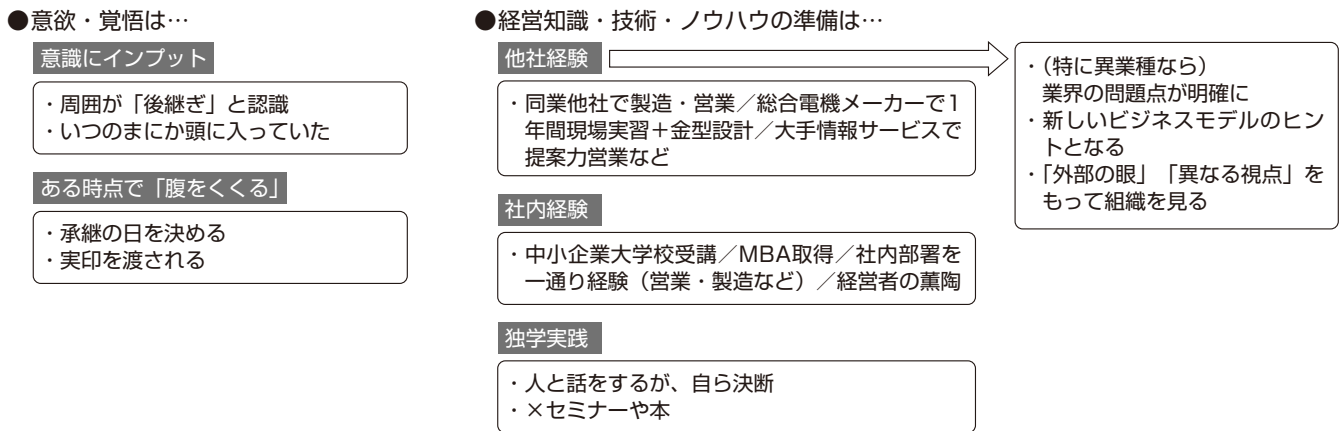 ●意欲・覚悟は…
意識にインプット
・周囲が「後継ぎ」と認識
・いつのまにか頭に入っていた
ある時点で「腹をくくる」
・承継の日を決める
・実印を渡される
●経営知識・技術・ノウハウの準備は…
他社経験
・同業他社で製造・営業／総合電機メーカーで1
年間現場実習＋金型設計／大手情報サービスで
提案力営業など
・（特に異業種なら）
業界の問題点が明確に
・新しいビジネスモデルのヒン
トとなる
・「外部の眼」「異なる視点」を
もって組織を見る
社内経験
・中小企業大学校受講／MBA取得／社内部署を
一通り経験（営業・製造など）／経営者の薫陶
独学実践
・人と話をするが、自ら決断
・×セミナーや本